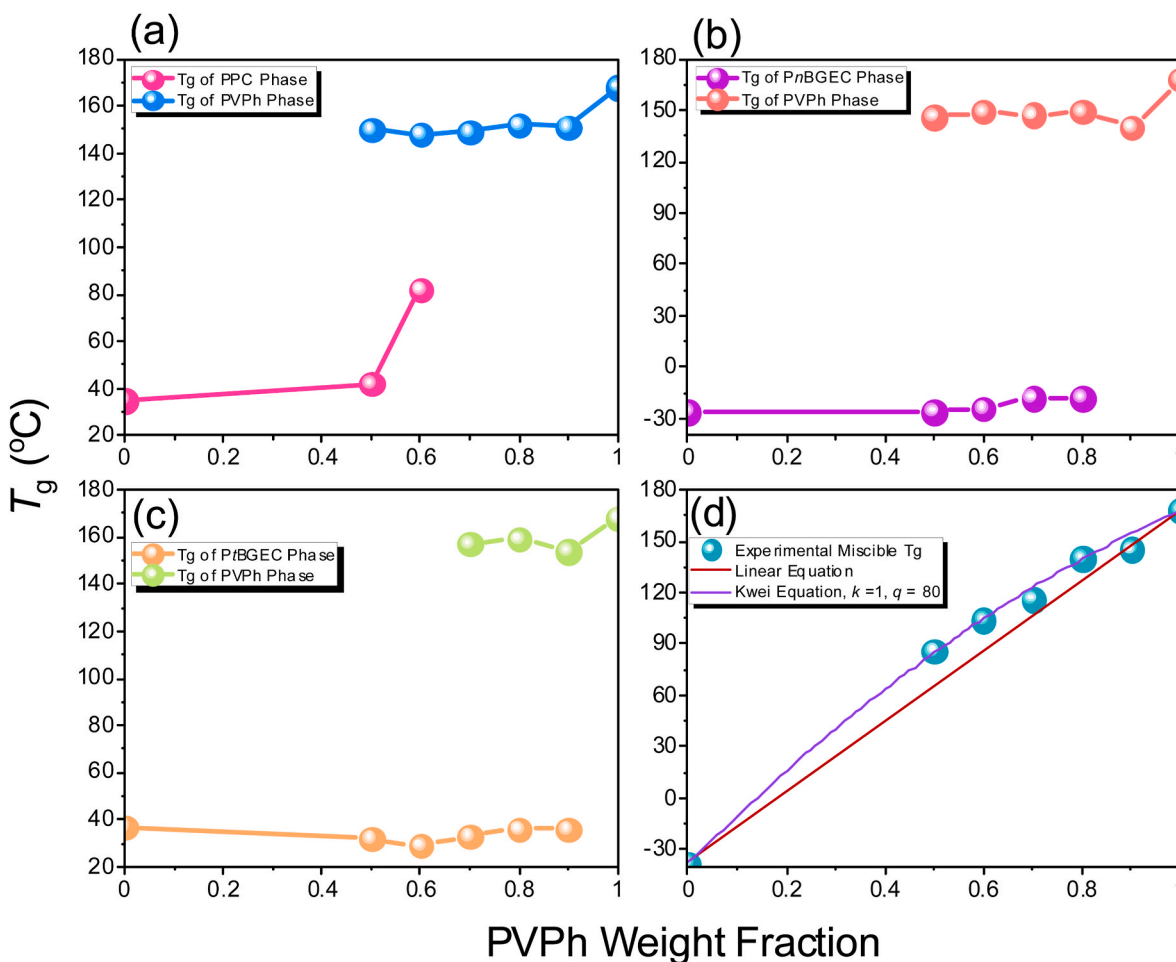 (a)
(b)
180
160
140
120
100
80
60
40
20
Tg of PPC Phase
Tg of PVPh Phase
0 0.2 0.4 0.6 0.8 1
180
150
120
90
60
30
0
-30
Tg of PnBGEC Phase
Tg of PVPh Phase
0 0.2 0.4 0.6 0.8
Tg (ºC)
(c)
(d)
180
160
140
120
100
80
60
40
20
Tg of PtBGEC Phase
Tg of PVPh Phase
0 0.2 0.4 0.6 0.8 1
180
150
120
90
60
30
0
-30
Experimental Miscible Tg
Linear Equation
Kwei Equation, k =1, q = 80
0 0.2 0.4 0.6 0.8
PVPh Weight Fraction